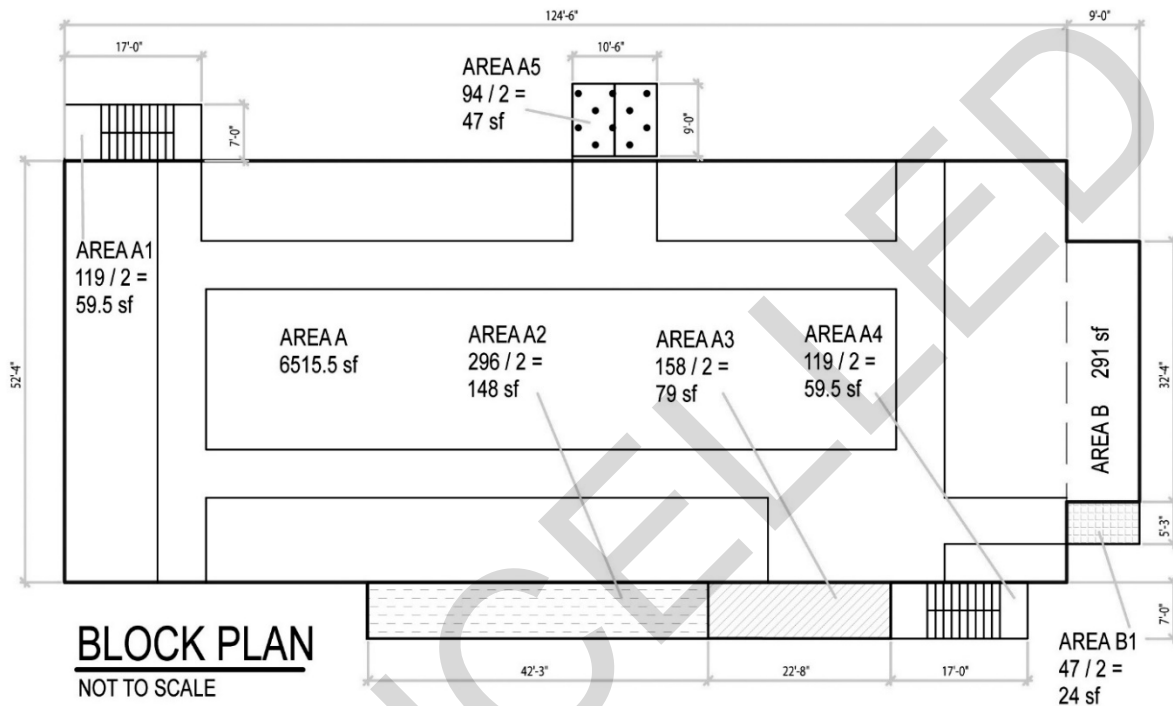 124'-6"
9'-0"
17'-0"
10'-6"
AREA A5
94 / 2 =
47 sf
7'-0"
9'-0"
AREA A1
119 / 2 =
59.5 sf
52'-4"
AREA A
6515.5 sf
AREA A2
296 / 2 =
148 sf
AREA A3
158 / 2 =
79 sf
AREA A4
119 / 2 =
59.5 sf
AREA B 291 sf
32'-4"
5'-3"
7'-0"
BLOCK PLAN
NOT TO SCALE
42'-3"
22'-8"
17'-0"
AREA B1
47 / 2 =
24 sf
CELLED